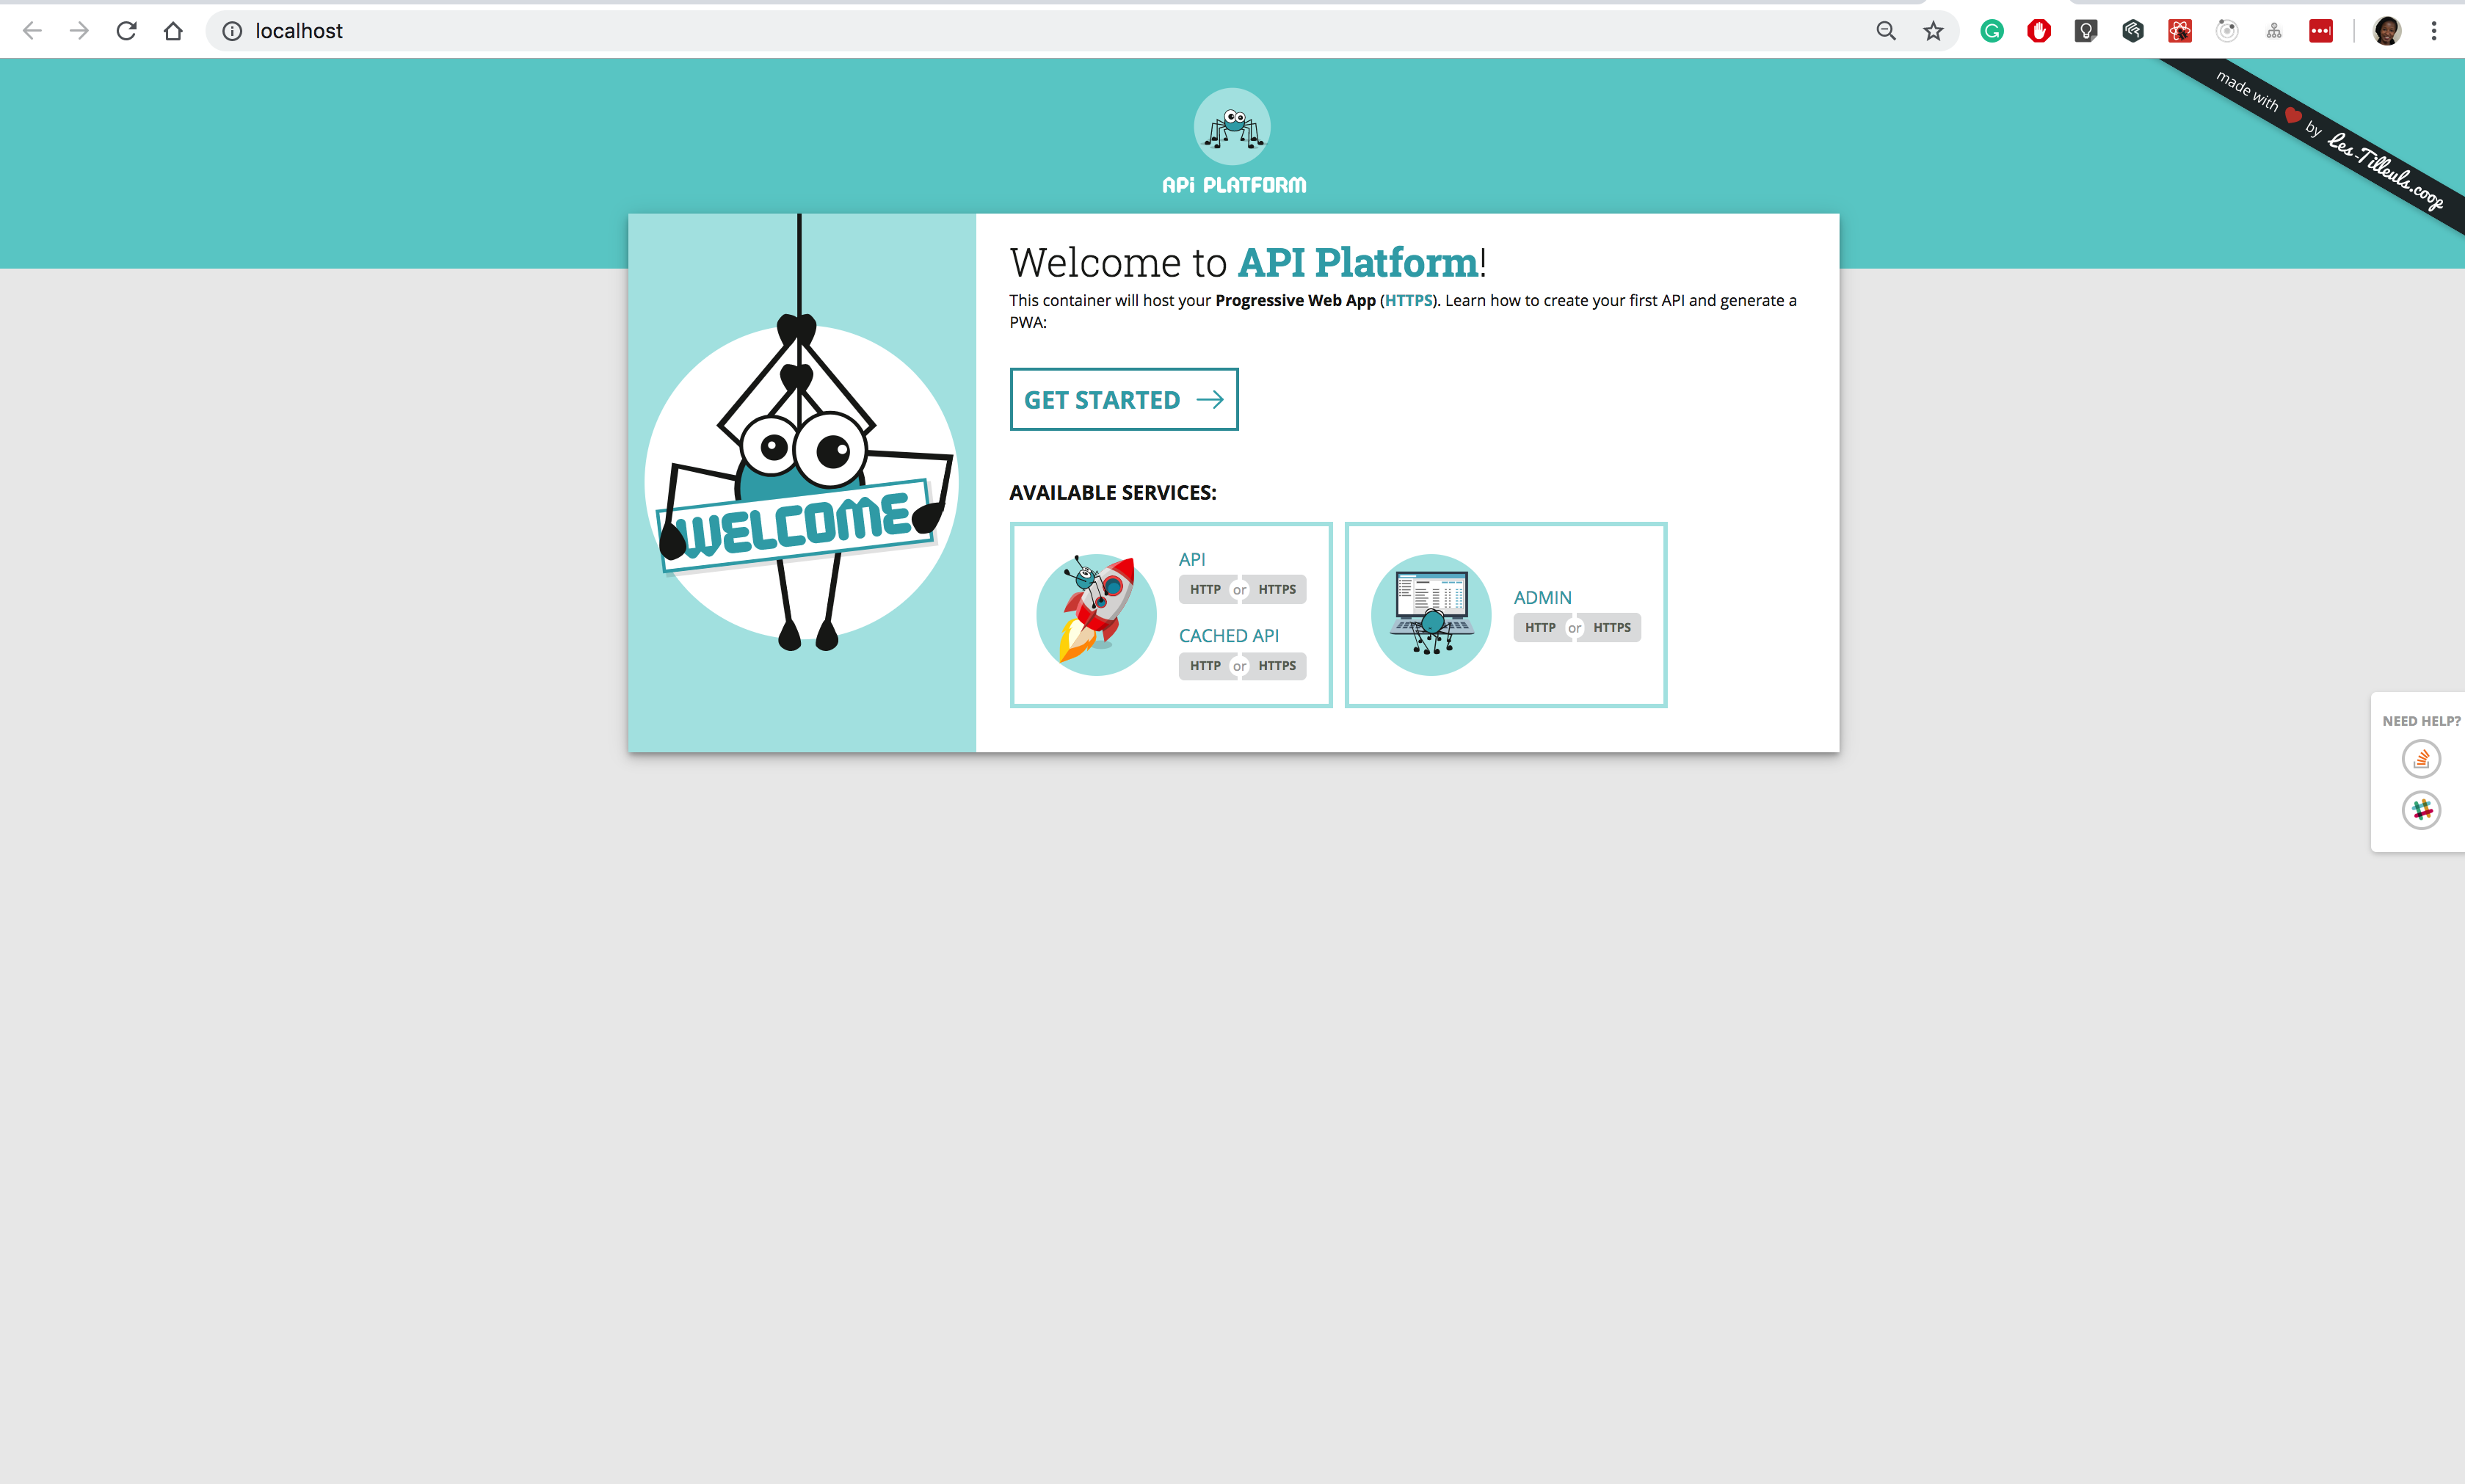 localhost
made with ❤ by Les-Tilleuls.coop
APi PLATFORM
Welcome to API Platform!
This container will host your Progressive Web App (HTTPS). Learn how to create your first API and generate a
PWA:
GET STARTED
WELCOME
AVAILABLE SERVICES:
API
HTTP or HTTPS
CACHED API
HTTP or HTTPS
ADMIN
HTTP or HTTPS
NEED HELP?